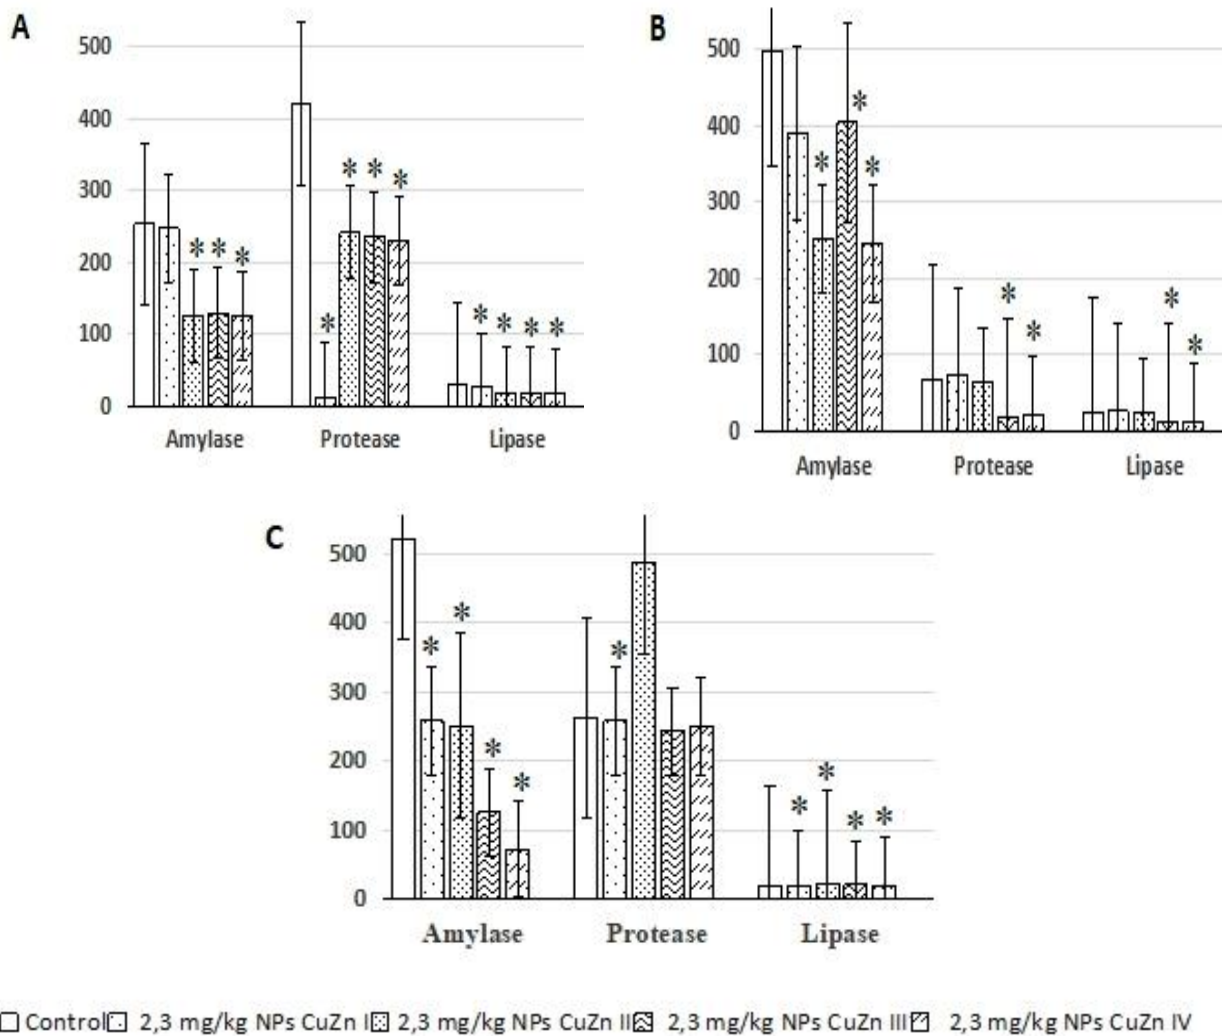 A
500
400
300
200
100
0
* * * * * * * * * * *
Amylase Protease Lipase
B
500
400
300
200
100
0
* * * * * * *
Amylase Protease Lipase
C
500
400
300
200
100
0
* * * * * * * * *
Amylase Protease Lipase
Control 2,3 mg/kg NPs CuZn I 2,3 mg/kg NPs CuZn II 2,3 mg/kg NPs CuZn III 2,3 mg/kg NPs CuZn IV